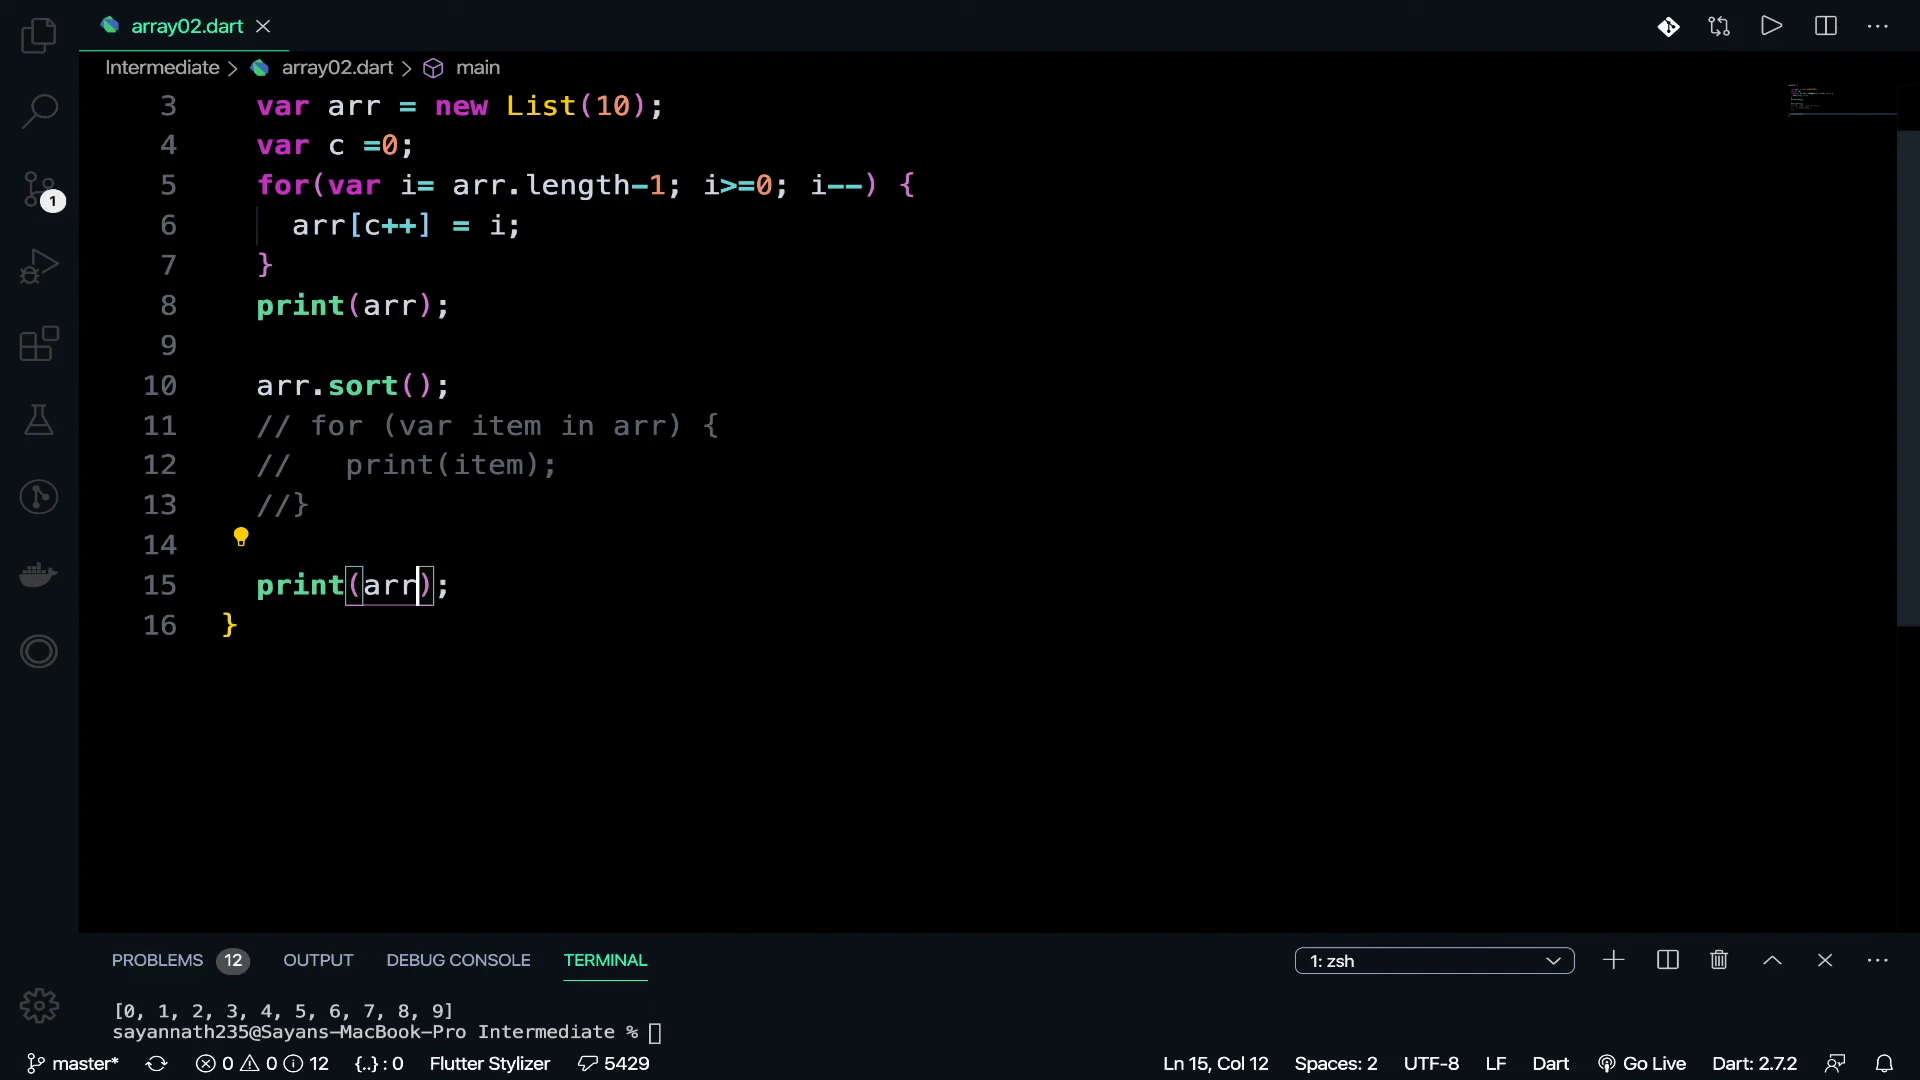 array02.dart
Intermediate > array02.dart > main
3 var arr = new List(10);
4 var c =0;
5 for(var i= arr.length-1; i>=0; i--) {
1
6 arr[c++] = i;
7 }
8 print(arr);
9
10 arr.sort();
11 // for (var item in arr) {
12 //   print(item);
13 //}
14
15 print(arr);
16 }
PROBLEMS 12 OUTPUT DEBUG CONSOLE TERMINAL 1: zsh
[0, 1, 2, 3, 4, 5, 6, 7, 8, 9]
sayannath235@Sayans-MacBook-Pro Intermediate %
master* 0 0 12 {..} : 0 Flutter Stylizer 5429 Ln 15, Col 12 Spaces: 2 UTF-8 LF Dart Go Live Dart: 2.7.2